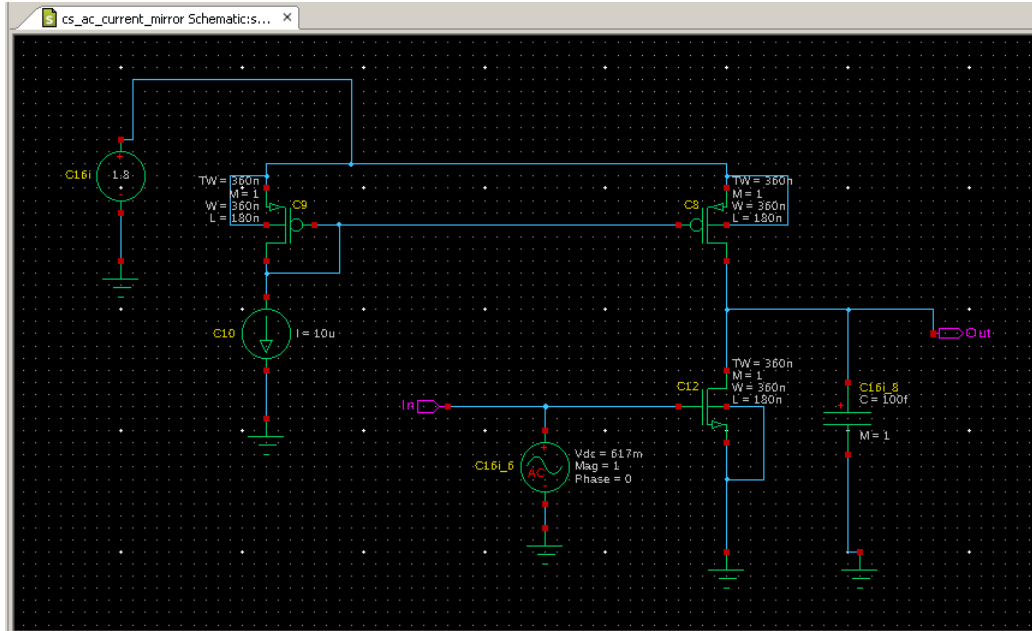 cs_ac_current_mirror Schematic:s... ×
C16i
+
1.8
-
TW = 360n
M = 1
W = 360n
L = 180n
C9
TW = 360n
M = 1
W = 360n
L = 180n
C8
C10
I = 10u
Out
TW = 360n
M = 1
W = 360n
L = 180n
C12
In
C16i_8
C = 100f
+
M = 1
C16i_6
+
AC
-
Vdc = 617m
Mag = 1
Phase = 0